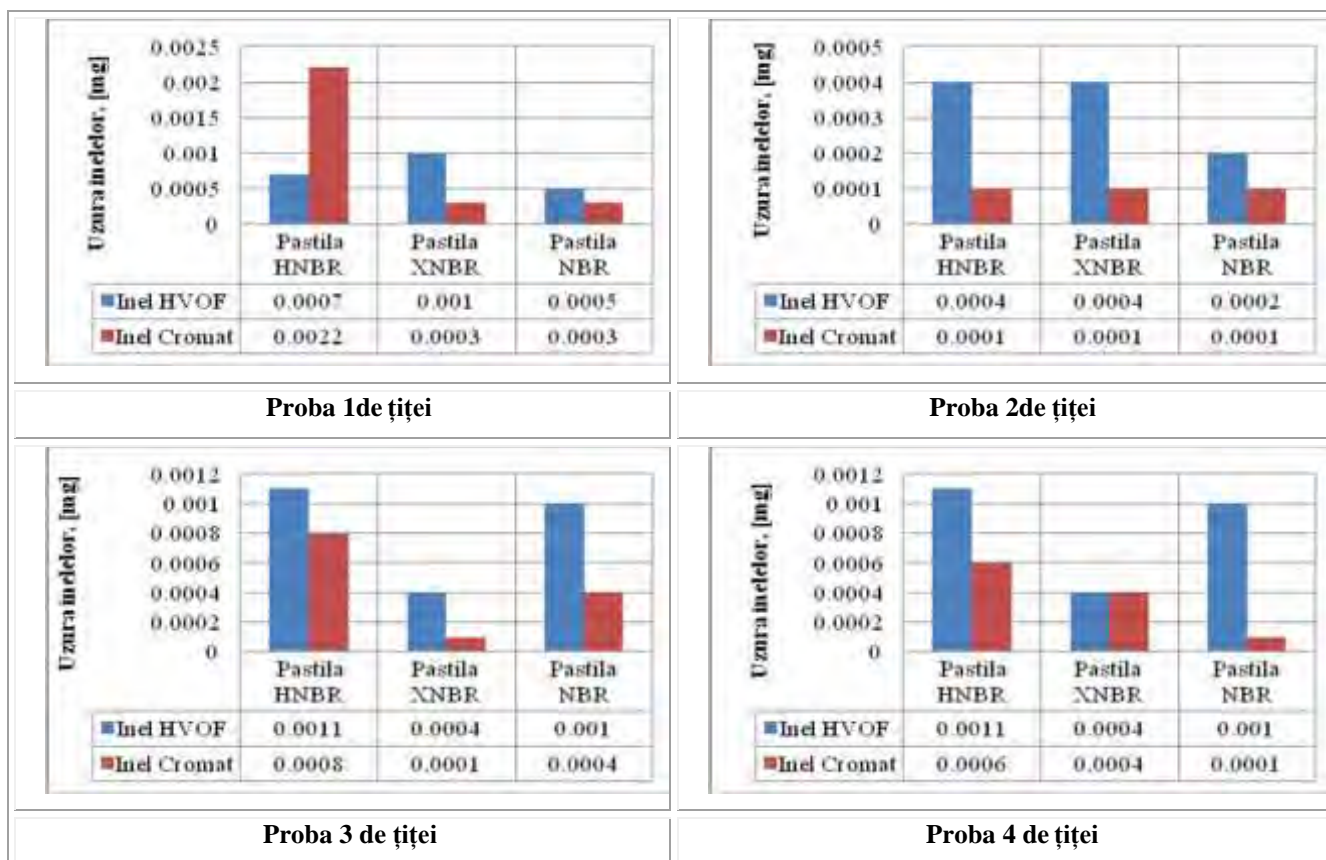 Uzura inelelor, [mg]
0.0025
0.002
0.0015
0.001
0.0005
0
Pastila HNBR
Pastila XNBR
Pastila NBR
Inel HVOF 0.0007 0.001 0.0005
Inel Cromat 0.0022 0.0003 0.0003
Proba 1de țiței
Uzura inelelor, [mg]
0.0005
0.0004
0.0003
0.0002
0.0001
0
Pastila HNBR
Pastila XNBR
Pastila NBR
Inel HVOF 0.0004 0.0004 0.0002
Inel Cromat 0.0001 0.0001 0.0001
Proba 2de țiței
Uzura inelelor, [mg]
0.0012
0.001
0.0008
0.0006
0.0004
0.0002
0
Pastila HNBR
Pastila XNBR
Pastila NBR
Inel HVOF 0.0011 0.0004 0.001
Inel Cromat 0.0008 0.0001 0.0004
Proba 3 de țiței
Uzura inelelor, [mg]
0.0012
0.001
0.0008
0.0006
0.0004
0.0002
0
Pastila HNBR
Pastila XNBR
Pastila NBR
Inel HVOF 0.0011 0.0004 0.001
Inel Cromat 0.0006 0.0004 0.0001
Proba 4 de țiței